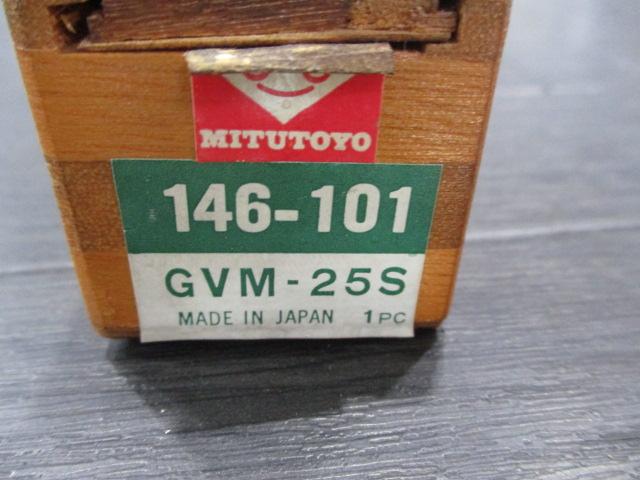 MITUTOYO
146-101
GVM-25S
MADE IN JAPAN 1PC